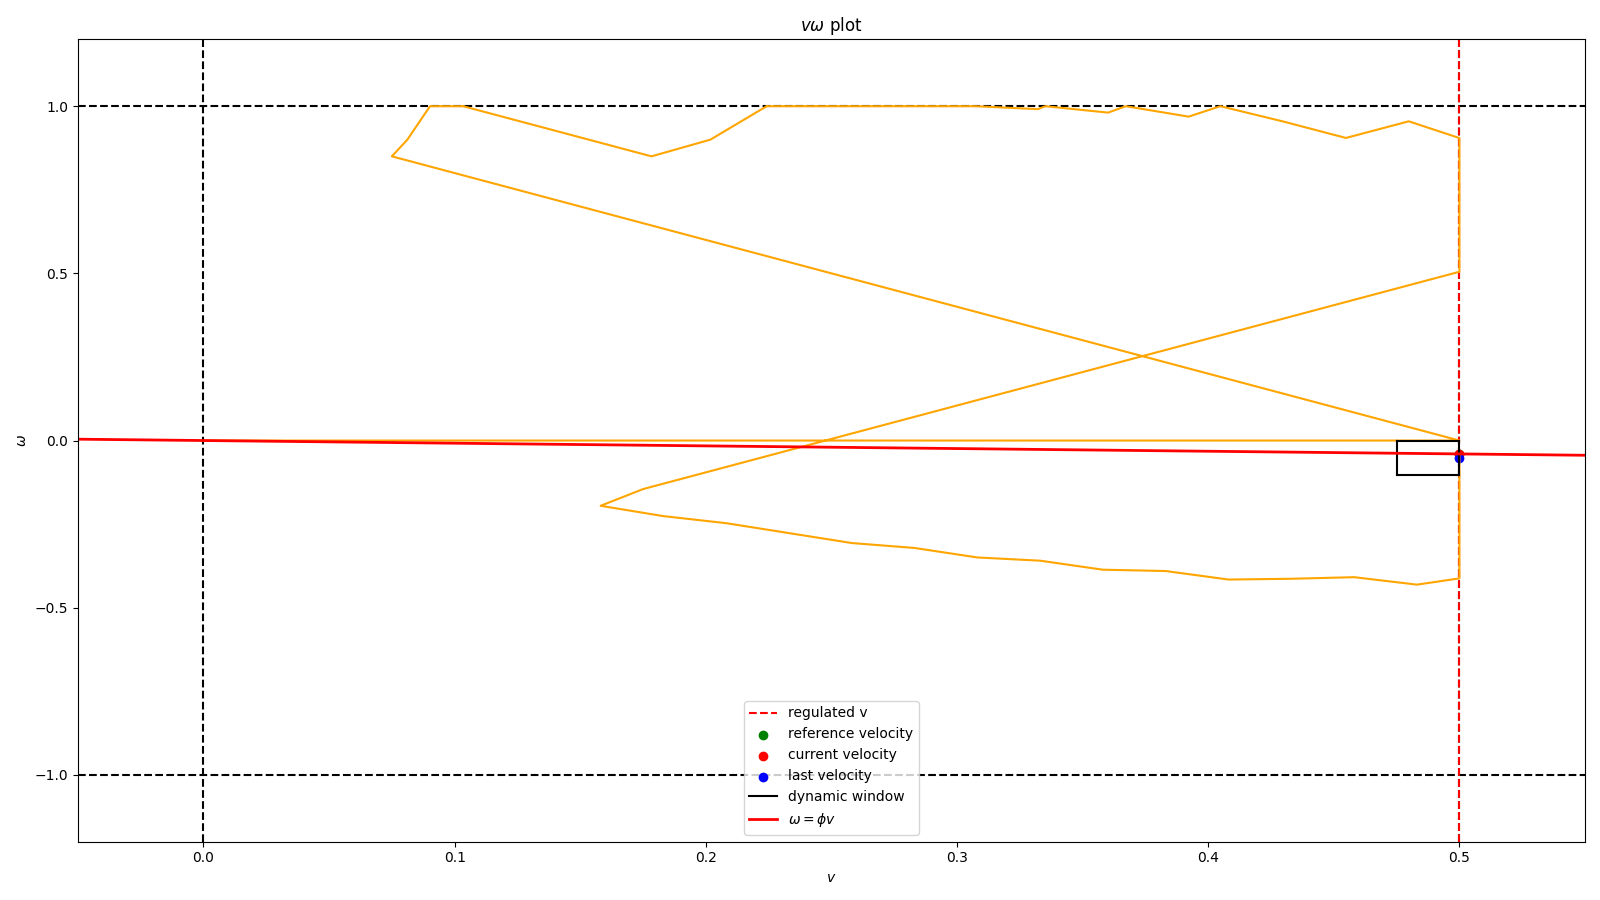 vω plot
1.0
0.5
0.0
−0.5
−1.0
ω
0.0
0.1
0.2
0.3
0.4
0.5
v
regulated v
reference velocity
current velocity
last velocity
dynamic window
ω = ϕv